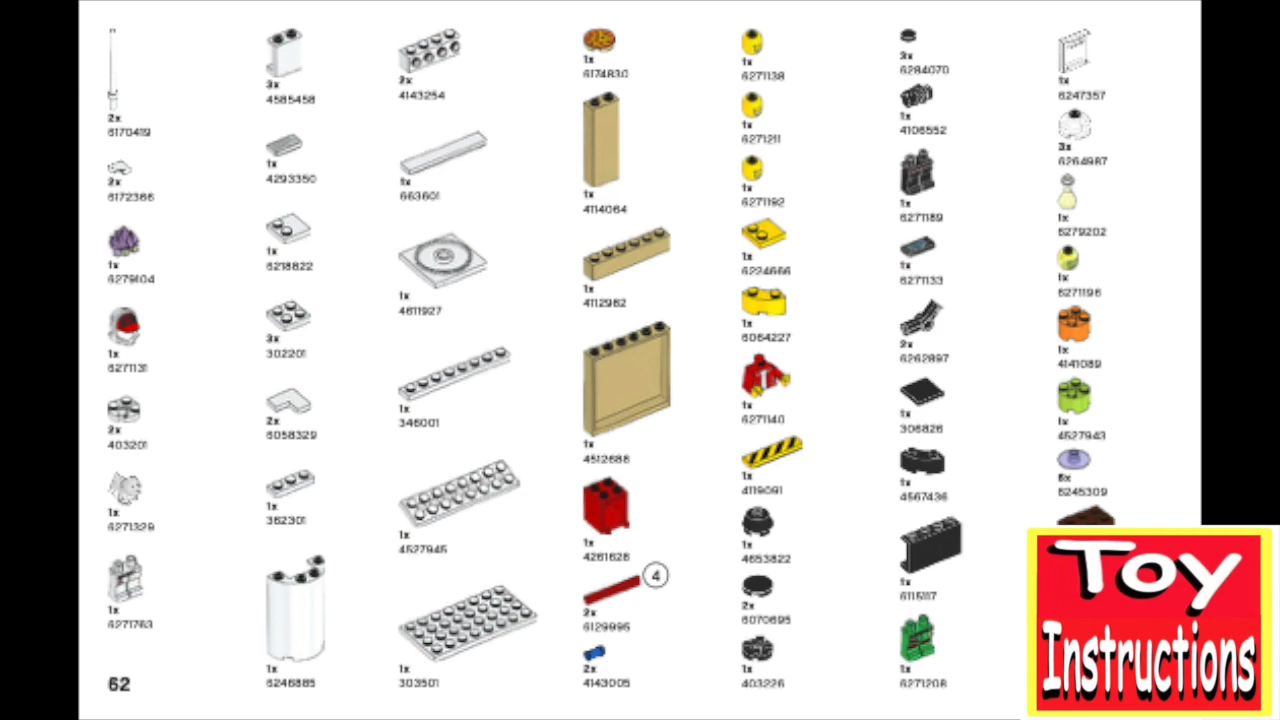 2x
6170419
2x
6172366
1x
6279104
1x
6271131
2x
403201
1x
6271329
1x
6271763
62
3x
4585458
1x
4293350
1x
6218822
3x
302201
2x
6058329
1x
362301
1x
6246885
2x
4143254
1x
663601
1x
4611927
1x
346001
1x
4527945
1x
303501
1x
6174830
1x
4114064
1x
4112982
1x
4512688
1x
4261628
4
2x
6129995
2x
4143005
1x
6271138
1x
6271211
1x
6271192
1x
6224666
1x
6064227
1x
6271140
1x
4119091
1x
4653822
2x
6070695
1x
403226
3x
6284070
1x
4106552
1x
6271189
1x
6271133
2x
6262897
1x
306826
1x
4567436
1x
6115117
1x
6271208
1x
6247357
3x
6264987
1x
6279202
1x
6271196
1x
4141089
1x
4527943
6x
6245309
Toy
Instructions